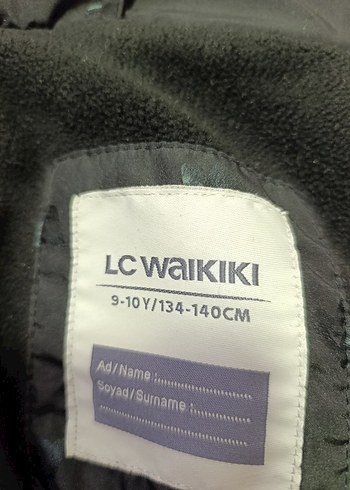 LC WAIKIKI
9-10Y/134-140CM
Ad/Name :....................
Soyad/Surname :.............
................................